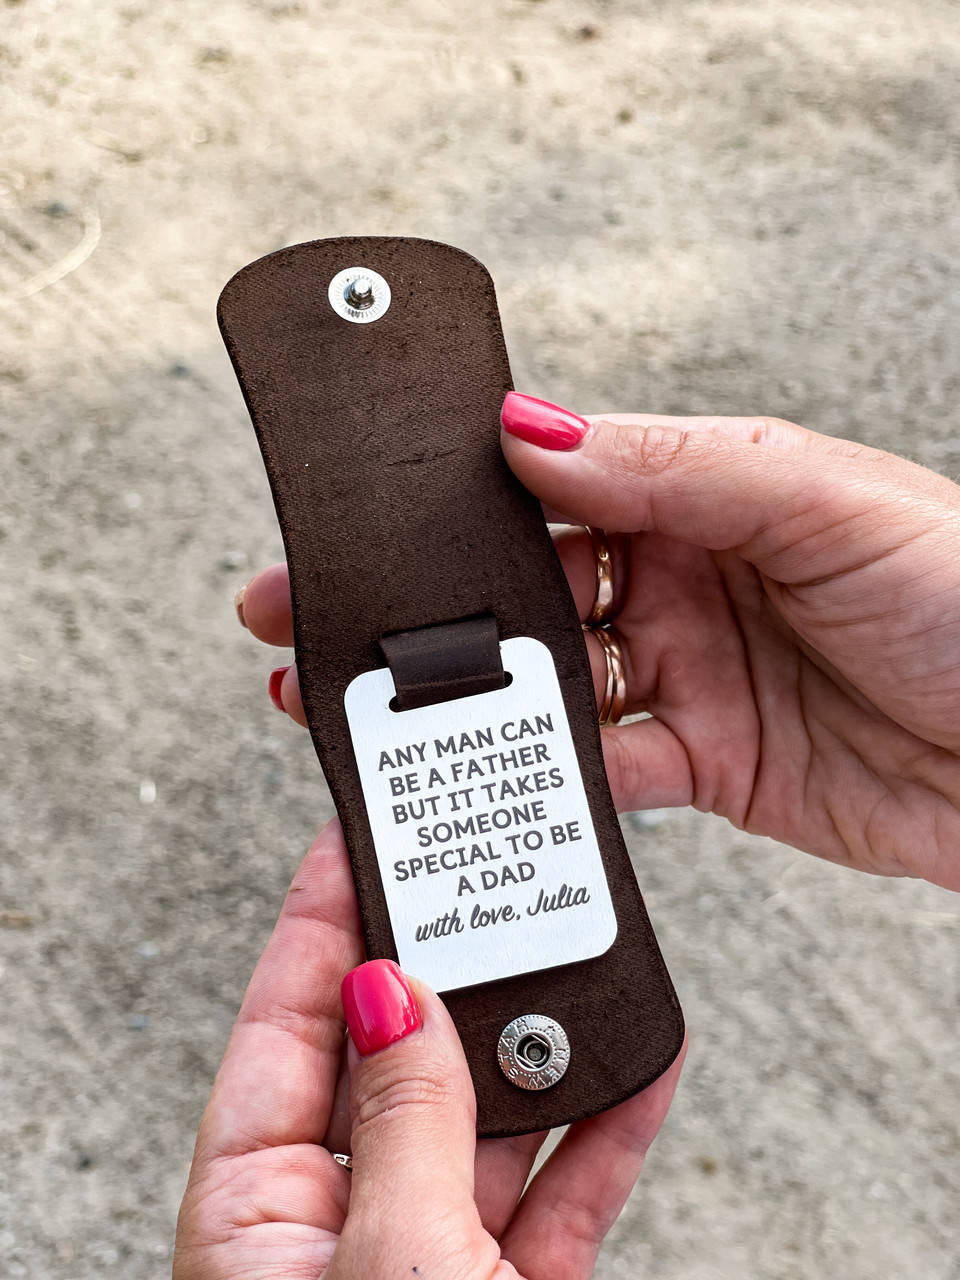 ANY MAN CAN
BE A FATHER
BUT IT TAKES
SOMEONE
SPECIAL TO BE
A DAD
with love, Julia